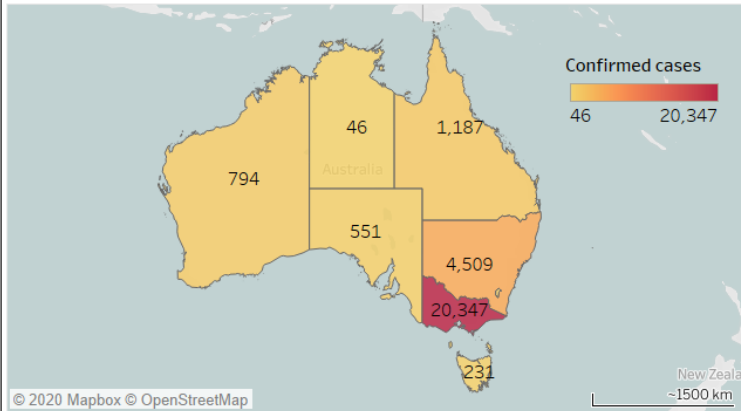 Confirmed cases
46 20,347
46
1,187
Australia
794
551
4,509
20,347
231
New Zeala
~1500 km
© 2020 Mapbox © OpenStreetMap